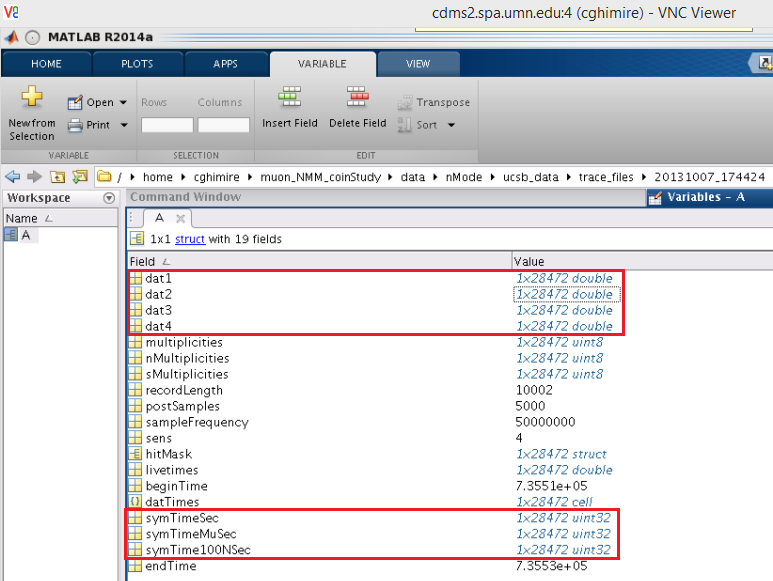 cdms2.spa.umn.edu:4 (cghimire) - VNC Viewer
MATLAB R2014a
HOME PLOTS APPS VARIABLE VIEW
New from Selection
Open
Print
Rows Columns
Insert Field Delete Field
Transpose
Sort
VARIABLE SELECTION EDIT
/ home cghimire muon_NMM_coinStudy data nMode ucsb_data trace_files 20131007_174424
Workspace Command Window Variables - A
Name A
A
1x1 struct with 19 fields
Field Value
dat1 1x28472 double
dat2 1x28472 double
dat3 1x28472 double
dat4 1x28472 double
multiplicities 1x28472 uint8
nMultiplicities 1x28472 uint8
sMultiplicities 1x28472 uint8
recordLength 10002
postSamples 5000
sampleFrequency 50000000
sens 4
hitMask 1x28472 struct
livetimes 1x28472 double
beginTime 7.3551e+05
datTimes 1x28472 cell
symTimeSec 1x28472 uint32
symTimeMuSec 1x28472 uint32
symTime100NSec 1x28472 uint32
endTime 7.3553e+05